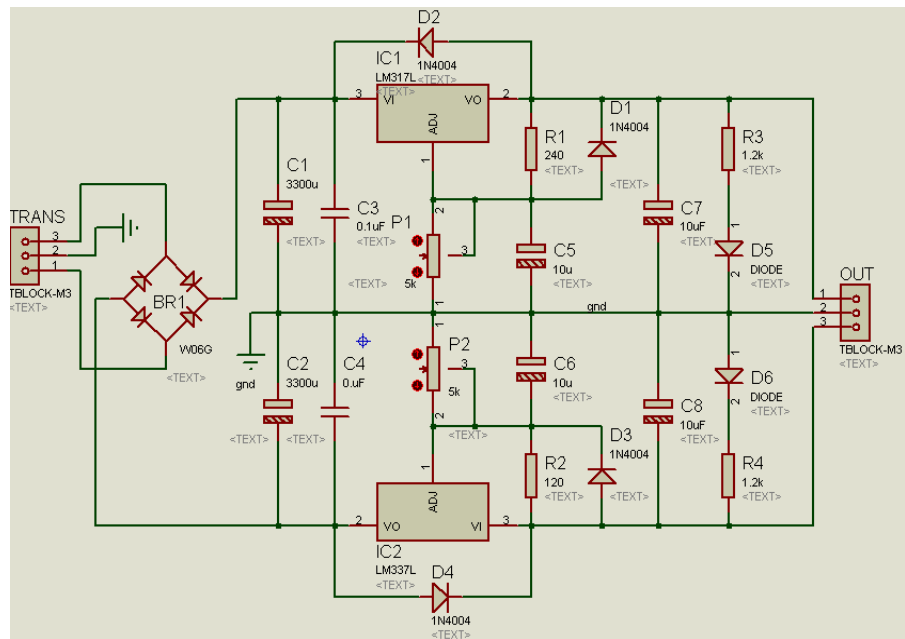 D2
1N4004
<TEXT>
IC1
LM317L
<TEXT>
3
VI
VO
2
ADJ
1
D1
1N4004
<TEXT>
R1
240
<TEXT>
R3
1.2k
<TEXT>
C1
3300u
<TEXT>
C3
0.1uF
<TEXT>
P1
2
3
1
5k
C5
10u
<TEXT>
C7
10uF
<TEXT>
1
D5
2
DIODE
<TEXT>
TRANS
3
2
1
TBLOCK-M3
<TEXT>
BR1
W06G
<TEXT>
gnd
gnd
OUT
1
2
3
TBLOCK-M3
<TEXT>
C2
3300u
<TEXT>
C4
0.uF
<TEXT>
1
P2
3
5k
2
<TEXT>
C6
10u
<TEXT>
C8
10uF
<TEXT>
1
D6
2
DIODE
<TEXT>
R2
120
<TEXT>
D3
1N4004
<TEXT>
R4
1.2k
<TEXT>
1
ADJ
2
VO
VI
3
IC2
LM337L
<TEXT>
D4
1N4004
<TEXT>